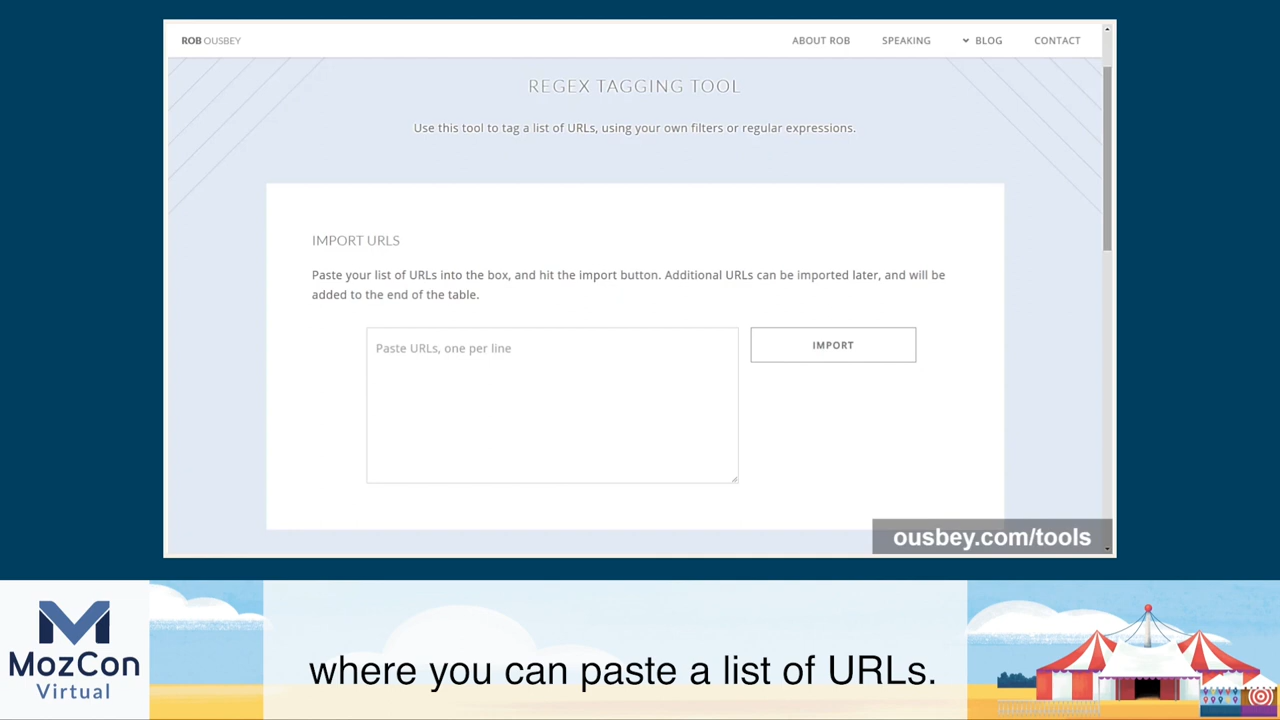 ROB OUSBEY
ABOUT ROB
SPEAKING
BLOG
CONTACT
REGEX TAGGING TOOL
Use this tool to tag a list of URLs, using your own filters or regular expressions.
IMPORT URLS
Paste your list of URLs into the box, and hit the import button. Additional URLs can be imported later, and will be
added to the end of the table.
Paste URLs, one per line
IMPORT
ousbey.com/tools
MozCon
Virtual
where you can paste a list of URLs.